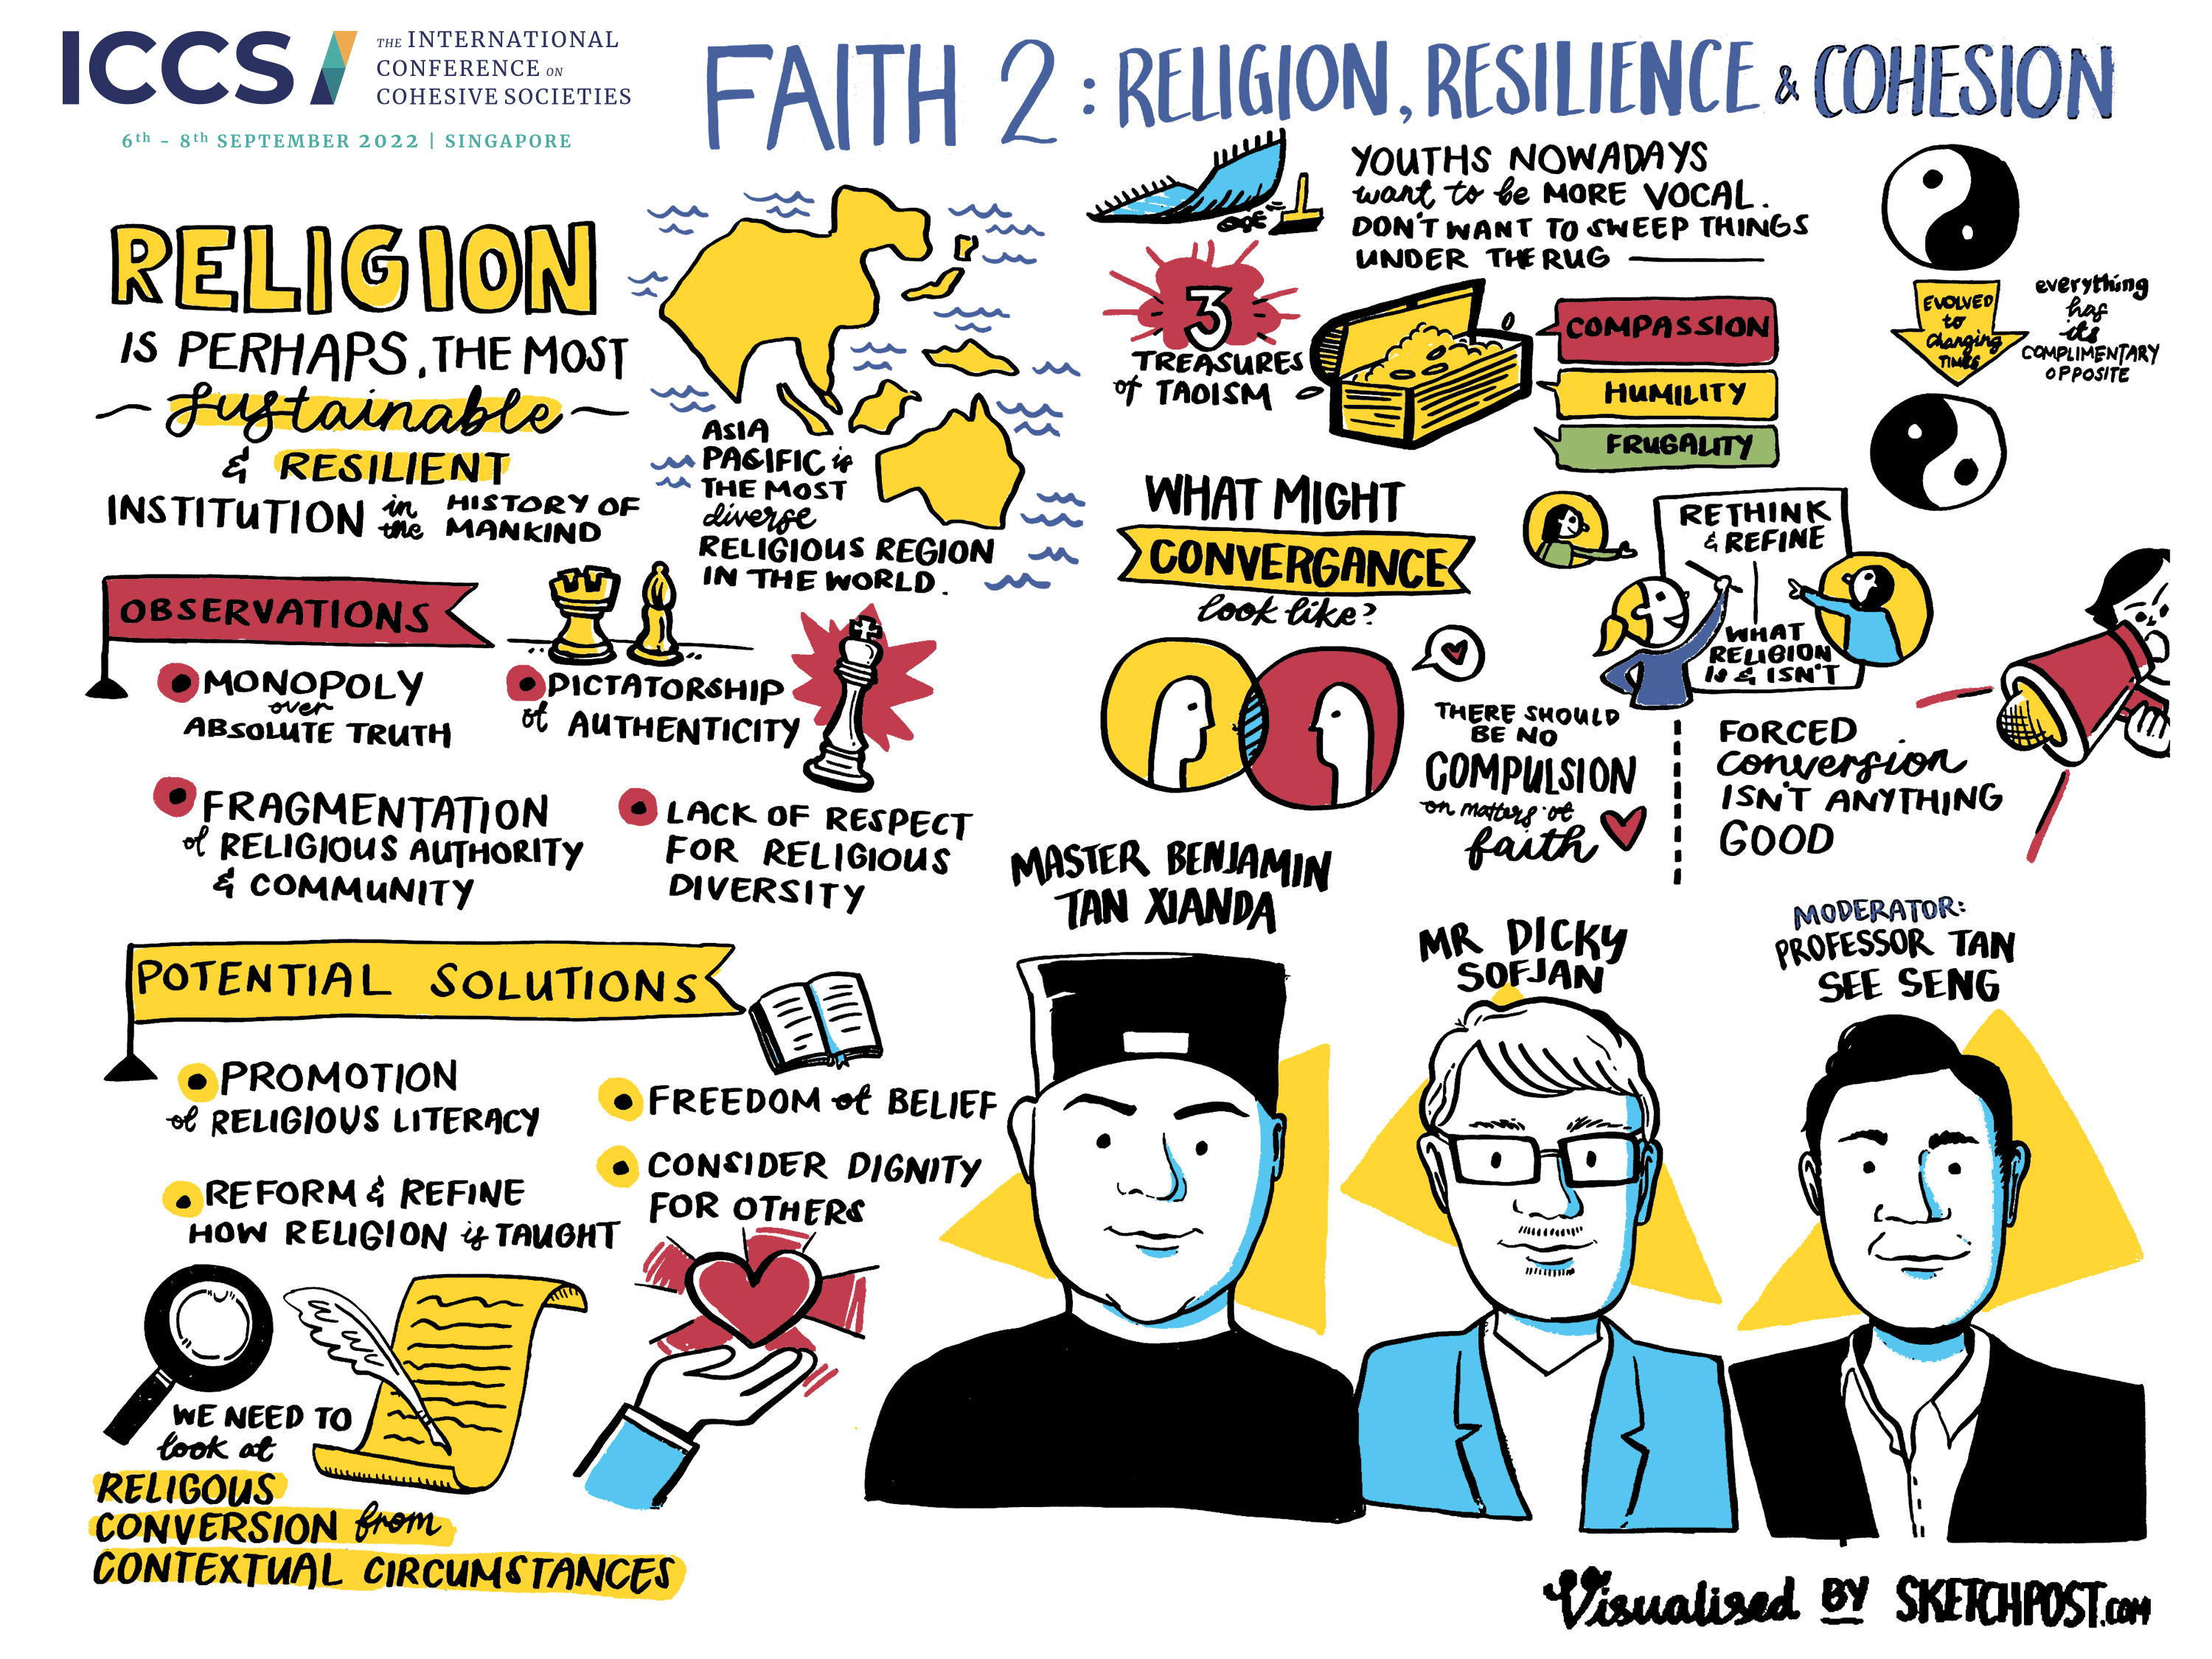 ICCS
THE INTERNATIONAL
CONFERENCE ON
COHESIVE SOCIETIES
6th - 8th SEPTEMBER 2022 | SINGAPORE
FAITH 2: RELIGION, RESILIENCE & COHESION
RELIGION
IS PERHAPS, THE MOST
sustainable
& RESILIENT
INSTITUTION in the HISTORY OF
MANKIND
ASIA
PACIFIC is
THE MOST
diverse
RELIGIOUS REGION
IN THE WORLD.
YOUTHS NOWADAYS
want to be MORE VOCAL.
DON'T WANT TO SWEEP THINGS
UNDER THE RUG
3
TREASURES
of TAOISM
COMPASSION
HUMILITY
FRUGALITY
EVOLVED
to
Changing
TIMES
everything
has
its
COMPLIMENTARY
OPPOSITE
OBSERVATIONS
MONOPOLY
over
ABSOLUTE TRUTH
DICTATORSHIP
of AUTHENTICITY
FRAGMENTATION
of RELIGIOUS AUTHORITY
& COMMUNITY
LACK OF RESPECT
FOR RELIGIOUS
DIVERSITY
WHAT MIGHT
CONVERGANCE
look like?
RETHINK
& REFINE
WHAT
RELIGION
IS & ISN'T
THERE SHOULD
BE NO
COMPULSION
on matters of
faith
FORCED
conversion
ISN'T ANYTHING
GOOD
POTENTIAL SOLUTIONS
PROMOTION
of RELIGIOUS LITERACY
REFORM & REFINE
HOW RELIGION is TAUGHT
FREEDOM of BELIEF
CONSIDER DIGNITY
FOR OTHERS
WE NEED TO
look at
RELIGOUS
CONVERSION from
CONTEXTUAL CIRCUMSTANCES
MASTER BENJAMIN
TAN XIANDA
MR DICKY
SOFJAN
MODERATOR:
PROFESSOR TAN
SEE SENG
Visualised BY SKETCHPOST.COM